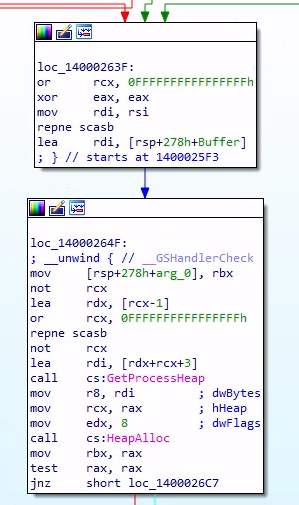 loc_14000263F:
or rcx, 0FFFFFFFFFFFFFFFFh
xor eax, eax
mov rdi, rsi
repne scasb
lea rdi, [rsp+278h+Buffer]
; } // starts at 1400025F3
loc_14000264F:
; __unwind { // __GSHandlerCheck
mov [rsp+278h+arg_0], rbx
not rcx
lea rdx, [rcx-1]
or rcx, 0FFFFFFFFFFFFFFFFh
repne scasb
not rcx
lea rdi, [rdx+rcx+3]
call cs:GetProcessHeap
mov r8, rdi ; dwBytes
mov rcx, rax ; hHeap
mov edx, 8 ; dwFlags
call cs:HeapAlloc
mov rbx, rax
test rax, rax
jnz short loc_1400026C7